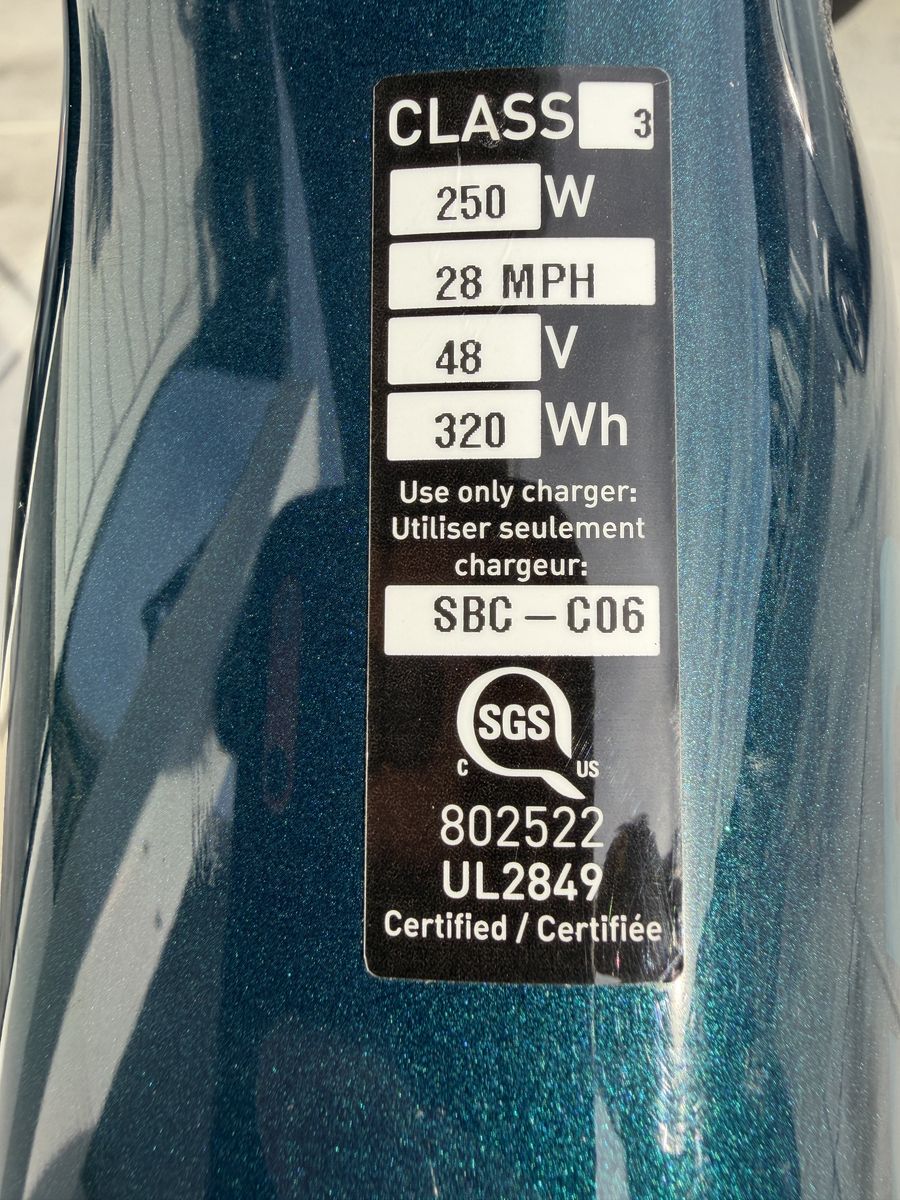 CLASS 3
250 W
28 MPH
48 V
320 Wh
Use only charger:
Utiliser seulement
chargeur:
SBC-C06
SGS
C US
802522
UL2849
Certified / Certifiée